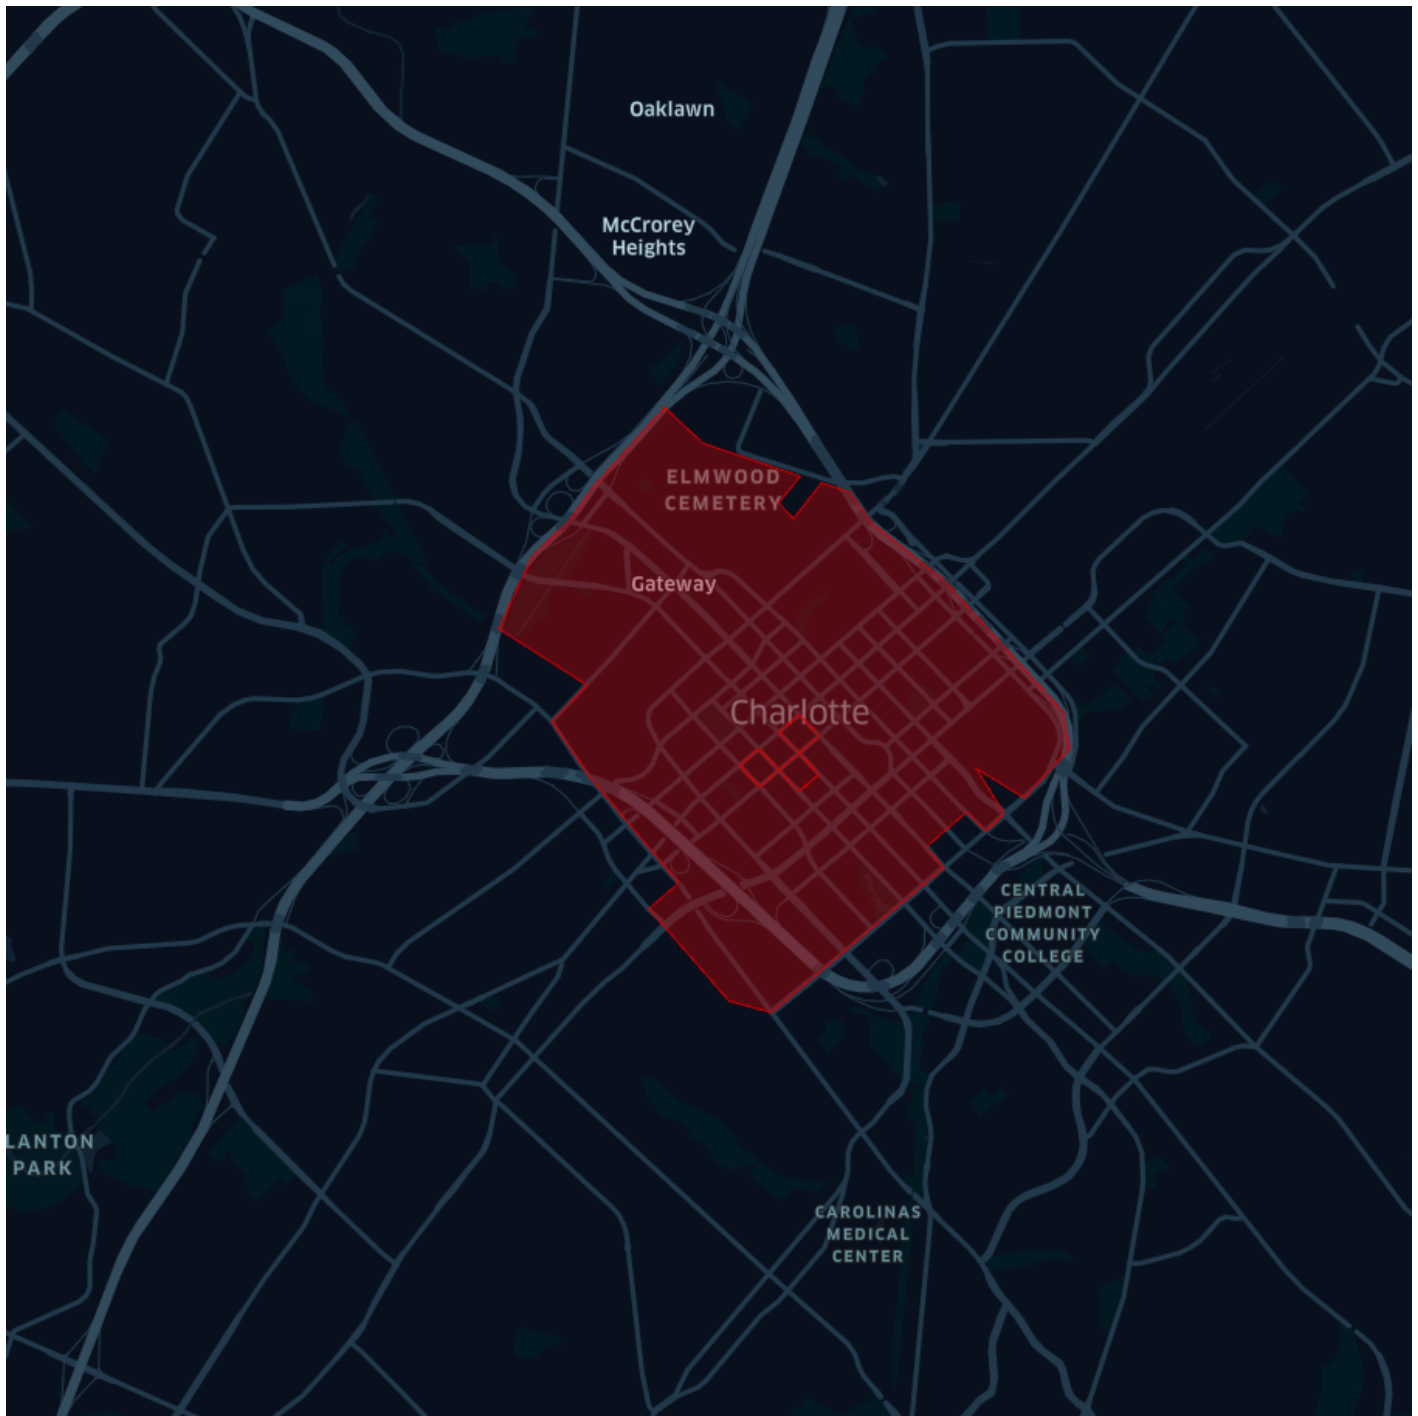 Oaklawn
McCrorey
Heights
ELMWOOD
CEMETERY
Gateway
Charlotte
CENTRAL
PIEDMONT
COMMUNITY
COLLEGE
LANTON
PARK
CAROLINAS
MEDICAL
CENTER